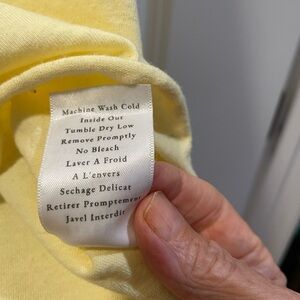 Machine Wash Cold
Inside Out
Tumble Dry Low
Remove Promptly
No Bleach
Laver A Froid
A L'envers
Sechage Delicat
Retirer Promptement
Javel Interdit